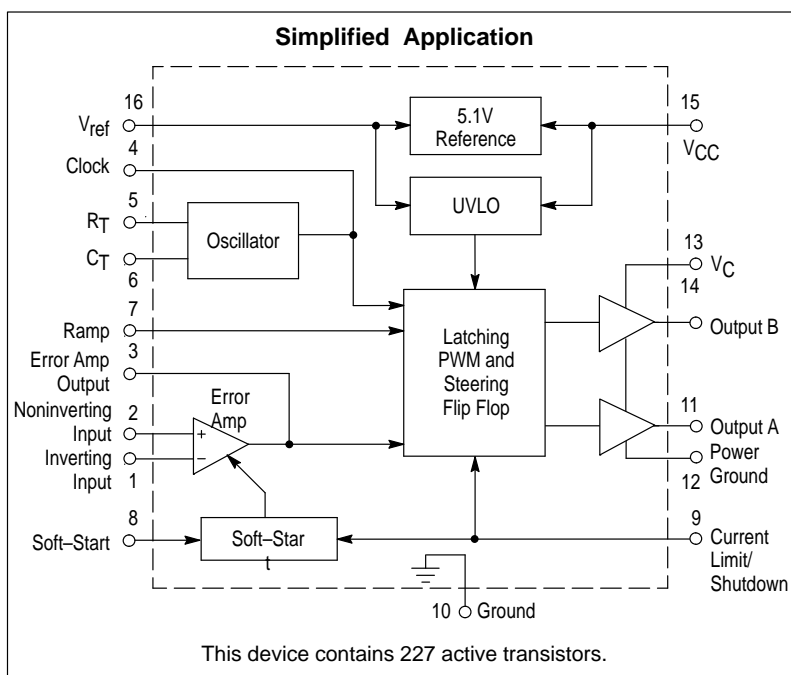 Simplified Application
16
Vref
4
Clock
5
RT
CT
6
7
Ramp
3
Error Amp
Output
Noninverting
2
Input
Inverting
Input
1
8
Soft–Start
Oscillator
Error
Amp
+
–
Soft–Star
t
5.1V
Reference
UVLO
Latching
PWM and
Steering
Flip Flop
15
VCC
13
VC
14
Output B
11
Output A
Power
Ground
12
9
Current
Limit/
Shutdown
10
Ground
This device contains 227 active transistors.